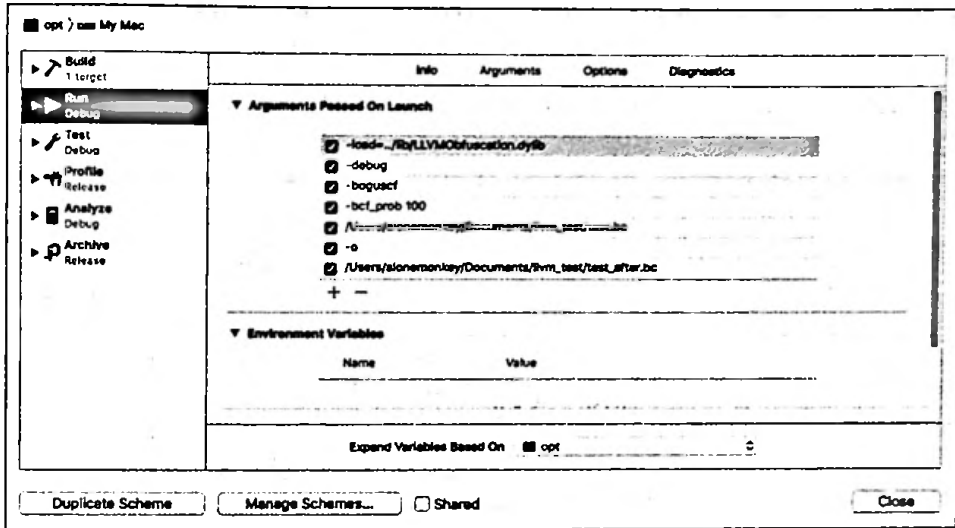 opt 〉 My Mac
Build
1 target
Run
Debug
Test
Debug
Profile
Release
Analyze
Debug
Archive
Release
Info Arguments Options Diagnostics
Arguments Passed On Launch
-load=../lib/LLVMObfuscation.dylib
-debug
-boguscf
-bcf_prob 100
-o
/Users/alonemonkey/Documents/llvm_test/test_after.bc
+ −
Environment Variables
Name Value
Expand Variables Based On opt
Duplicate Scheme Manage Schemes... Shared Close